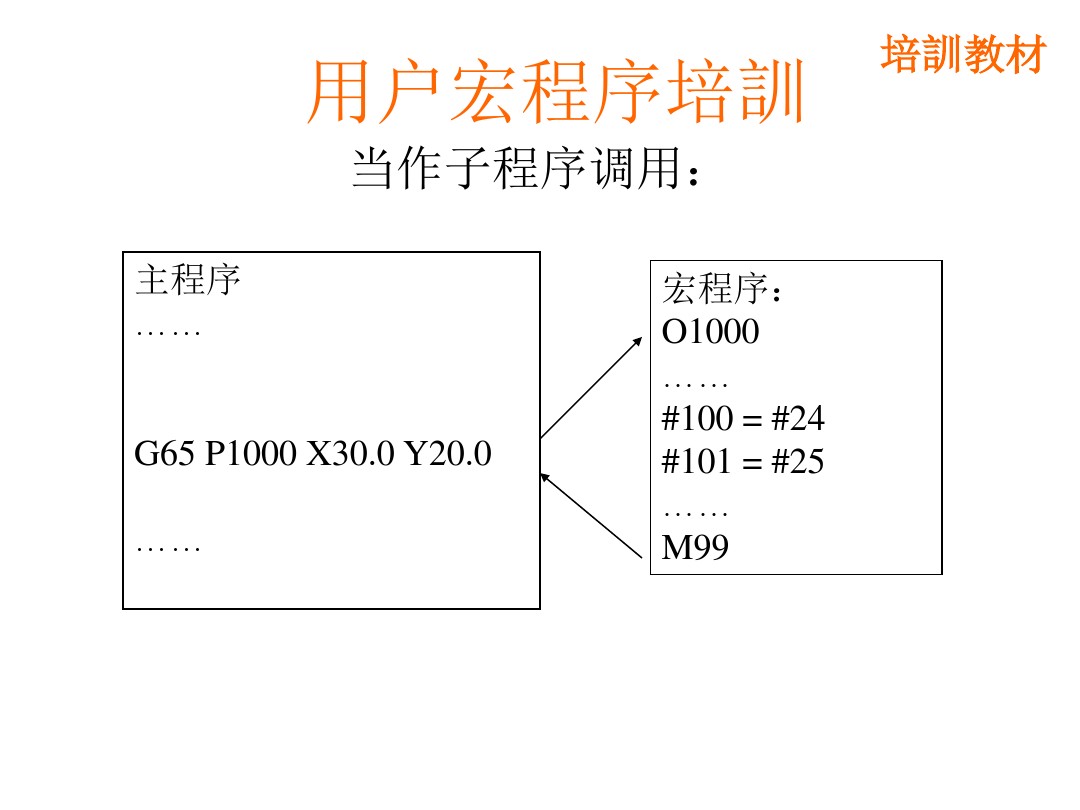 培訓教材
用户宏程序培訓
当作子程序调用：
主程序
……
G65 P1000 X30.0 Y20.0
……
宏程序：
O1000
……
#100 = #24
#101 = #25
……
M99